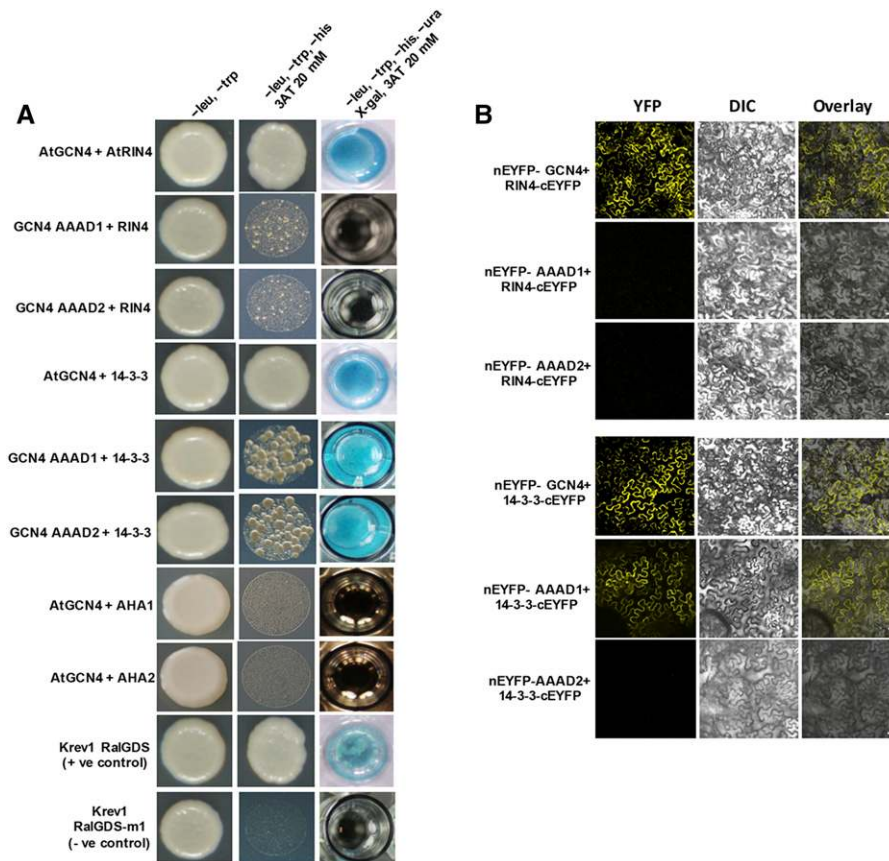 A
–leu, –trp
–leu, –trp, –his
3AT 20 mM
–leu, –trp, –his. –ura
X-gal, 3AT 20 mM
AtGCN4 + AtRIN4
GCN4 AAAD1 + RIN4
GCN4 AAAD2 + RIN4
AtGCN4 + 14-3-3
GCN4 AAAD1 + 14-3-3
GCN4 AAAD2 + 14-3-3
AtGCN4 + AHA1
AtGCN4 + AHA2
Krev1 RalGDS
(+ ve control)
Krev1
RalGDS-m1
(- ve control)
B
YFP DIC Overlay
nEYFP- GCN4+
RIN4-cEYFP
nEYFP- AAAD1+
RIN4-cEYFP
nEYFP- AAAD2+
RIN4-cEYFP
nEYFP- GCN4+
14-3-3-cEYFP
nEYFP- AAAD1+
14-3-3-cEYFP
nEYFP-AAAD2+
14-3-3-cEYFP